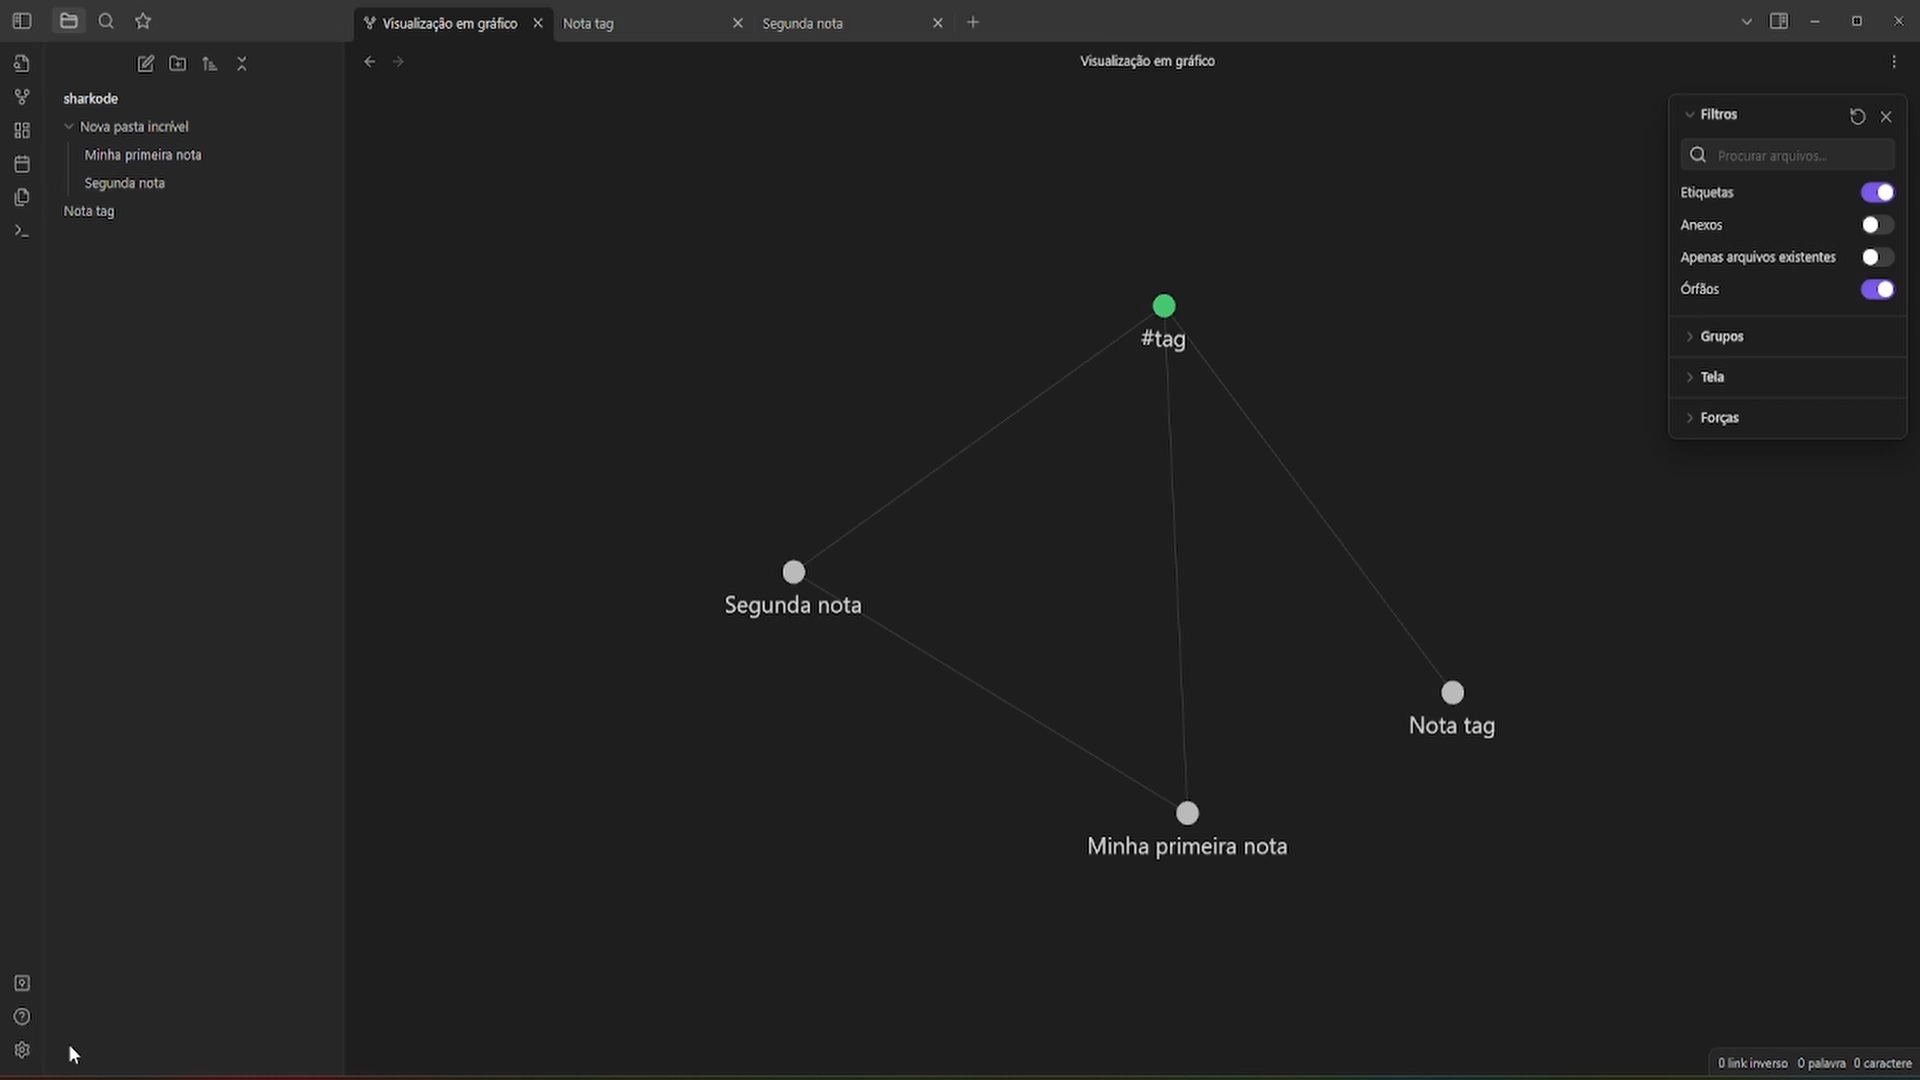 Visualização em gráfico
Nota tag
Segunda nota
Visualização em gráfico
sharkode
Nova pasta incrível
Minha primeira nota
Segunda nota
Nota tag
Filtros
Procurar arquivos...
Etiquetas
Anexos
Apenas arquivos existentes
Órfãos
Grupos
Tela
Forças
#tag
Segunda nota
Nota tag
Minha primeira nota
0 link inverso 0 palavra 0 caractere